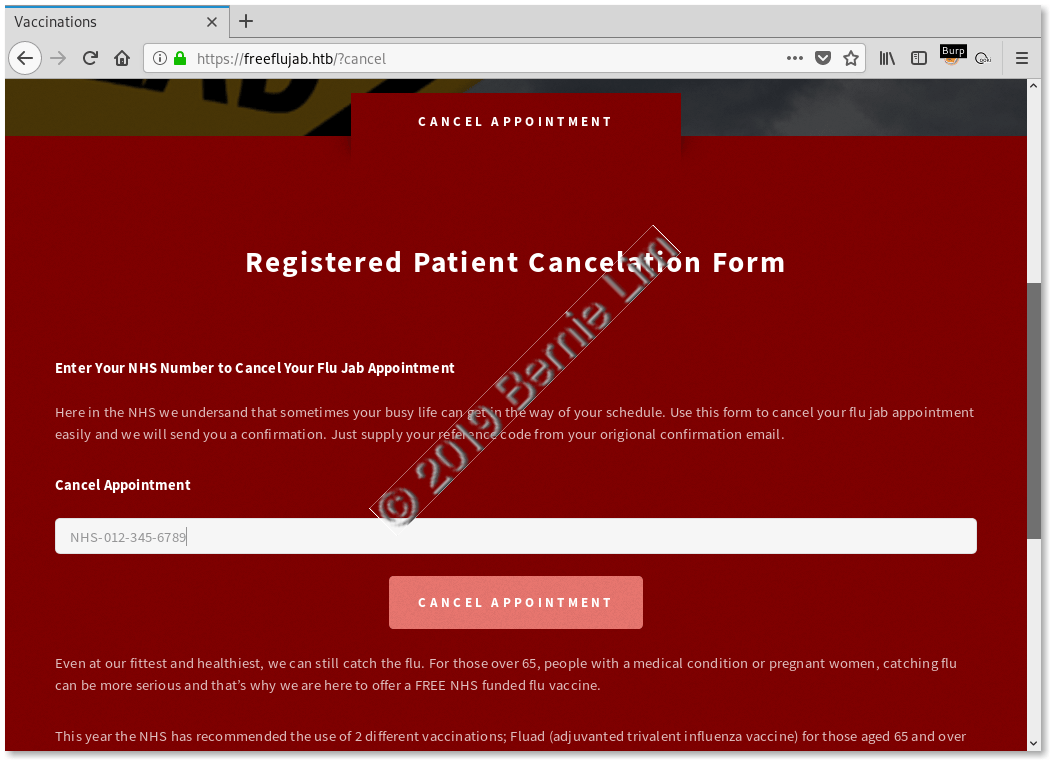 Vaccinations
https://freeflujab.htb/?cancel
Burp
CANCEL APPOINTMENT
Registered Patient Cancelation Form
Enter Your NHS Number to Cancel Your Flu Jab Appointment
Here in the NHS we undersand that sometimes your busy life can get in the way of your schedule. Use this form to cancel your flu jab appointment
easily and we will send you a confirmation. Just supply your reference code from your origional confirmation email.
Cancel Appointment
NHS-012-345-6789
CANCEL APPOINTMENT
Even at our fittest and healthiest, we can still catch the flu. For those over 65, people with a medical condition or pregnant women, catching flu
can be more serious and that’s why we are here to offer a FREE NHS funded flu vaccine.
This year the NHS has recommended the use of 2 different vaccinations; Fluad (adjuvanted trivalent influenza vaccine) for those aged 65 and over
© 2019 Bernie Lim